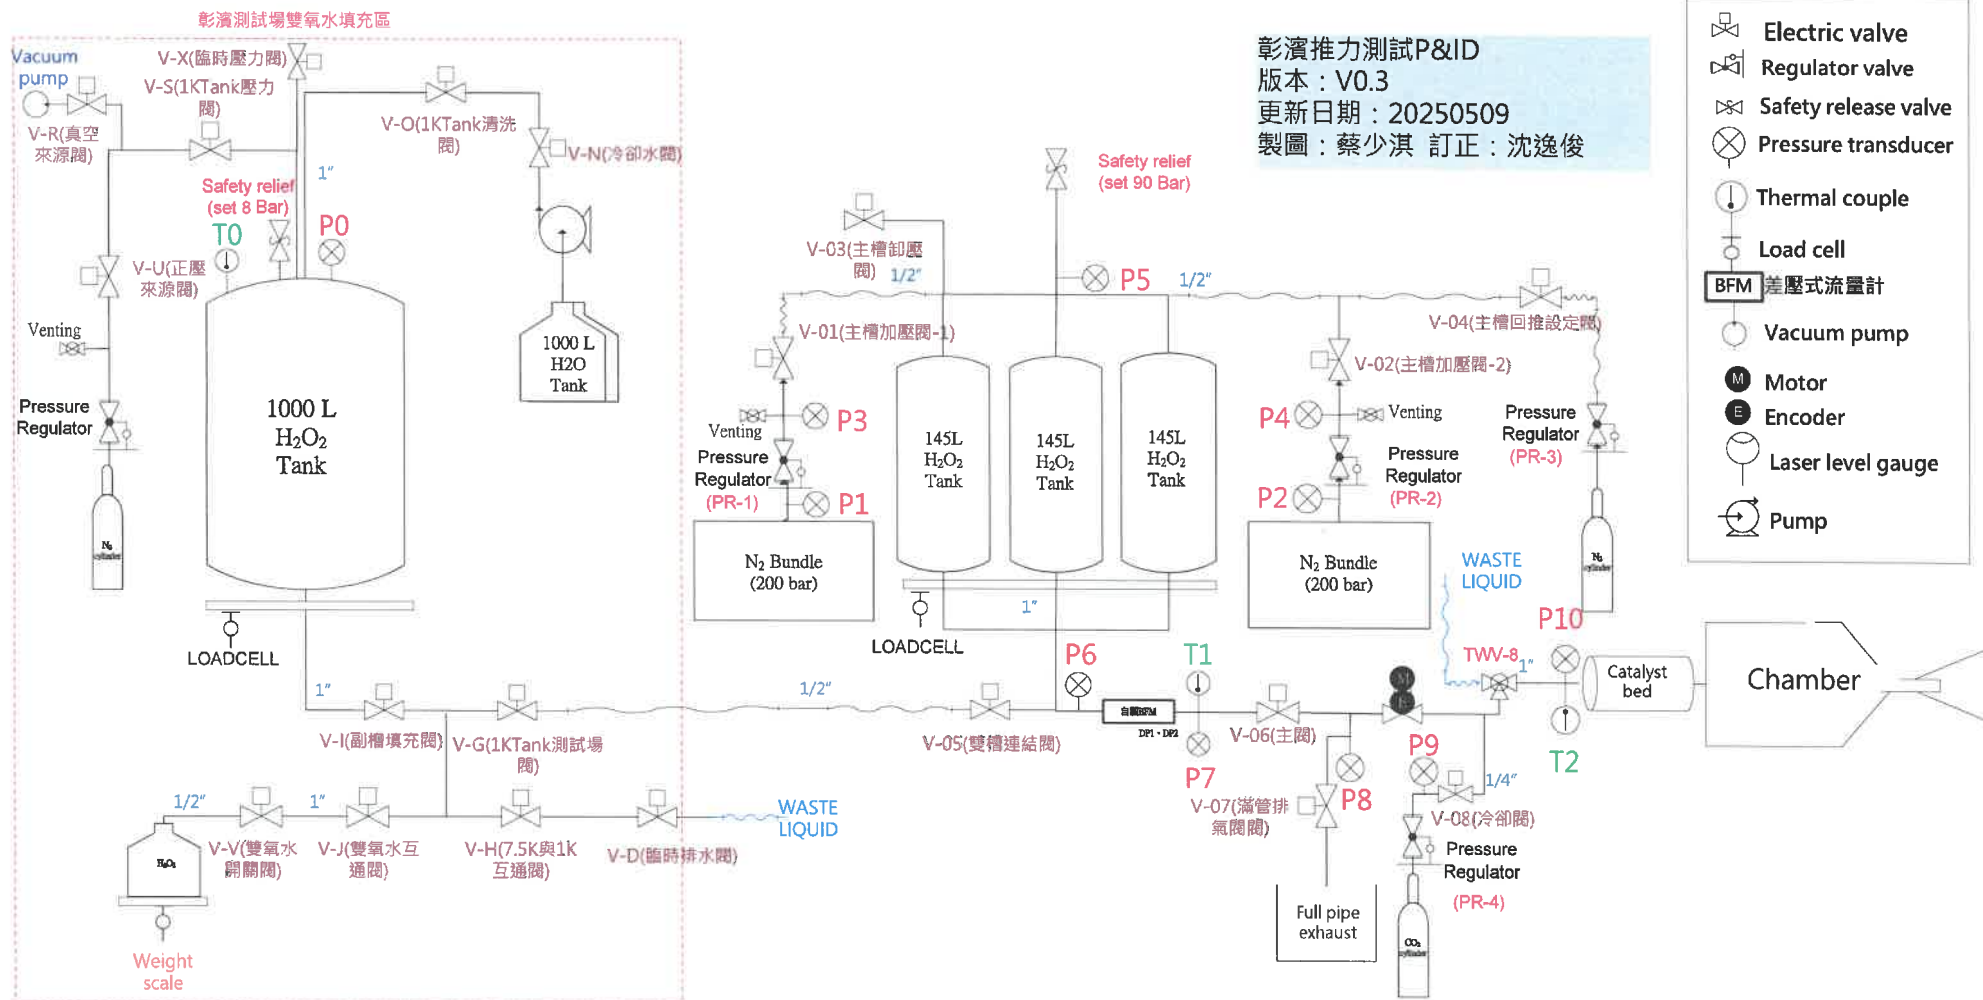 彰濱測試場雙氧水填充區
Vacuum
pump
V-X(臨時壓力閥)
V-S(1KTank壓力
閥)
V-R(真空
來源閥)
V-O(1KTank清洗
閥)
V-N(冷卻水閥)
1"
Safety relief
(set 8 Bar)
T0
P0
V-U(正壓
來源閥)
Venting
Pressure
Regulator
N₂
cylinder
1000 L
H₂O₂
Tank
1000 L
H2O
Tank
LOADCELL
1"
V-I(副槽填充閥)
V-G(1KTank測試場
閥)
1/2"
V-05(雙槽連結閥)
1/2"
1"
V-V(雙氧水
開關閥)
V-J(雙氧水互
通閥)
V-H(7.5K與1K
互通閥)
V-D(臨時排水閥)
WASTE
LIQUID
H₂O₂
Weight
scale
彰濱推力測試P&ID
版本：V0.3
更新日期：20250509
製圖：蔡少淇 訂正：沈逸俊
Safety relief
(set 90 Bar)
V-03(主槽卸壓
閥)
1/2"
P5
1/2"
V-01(主槽加壓閥-1)
V-04(主槽回推設定閥)
V-02(主槽加壓閥-2)
P3
Venting
Pressure
Regulator
(PR-1)
P1
N₂ Bundle
(200 bar)
145L
H₂O₂
Tank
145L
H₂O₂
Tank
145L
H₂O₂
Tank
1"
LOADCELL
P4
Venting
Pressure
Regulator
(PR-2)
P2
N₂ Bundle
(200 bar)
Pressure
Regulator
(PR-3)
N₂
cylinder
WASTE
LIQUID
P6
T1
BFM
DP1、DP2
P7
V-06(主閥)
M
E
V-07(滿管排
氣閥閥)
P8
Full pipe
exhaust
P9
V-08(冷卻閥)
1/4"
Pressure
Regulator
(PR-4)
CO₂
cylinder
TWV-8
1"
P10
T2
Catalyst
bed
Chamber
Electric valve
Regulator valve
Safety release valve
Pressure transducer
Thermal couple
Load cell
BFM 差壓式流量計
Vacuum pump
M Motor
E Encoder
Laser level gauge
Pump